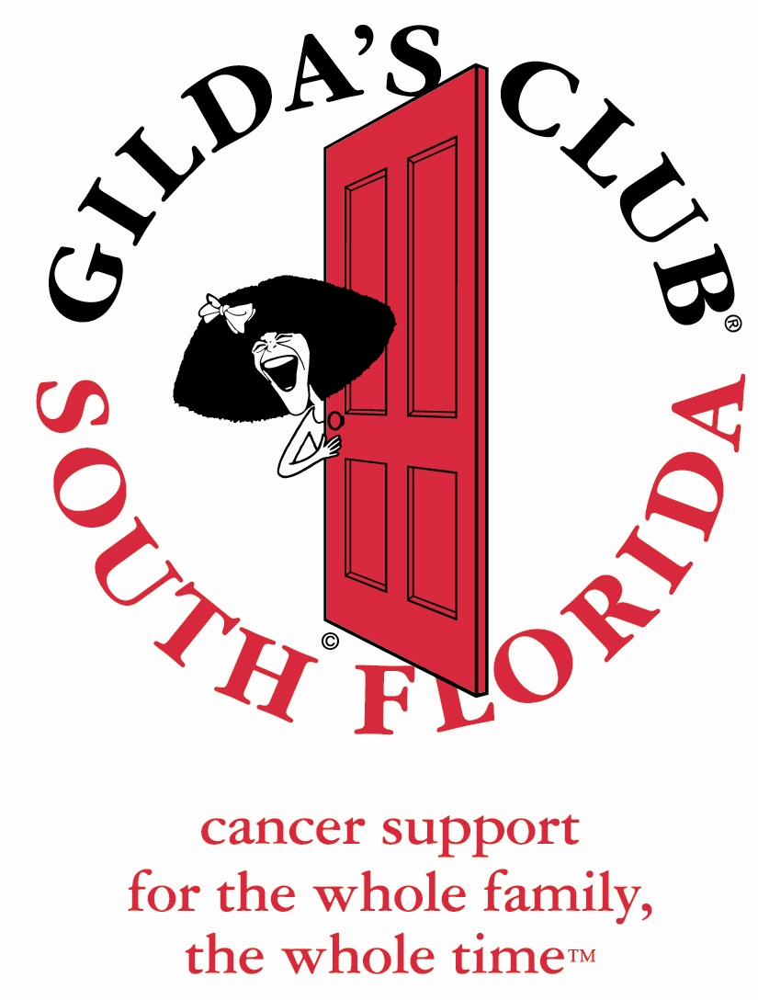 GILDA'S CLUB®
SOUTH FLORIDA
©
cancer support
for the whole family,
the whole time™